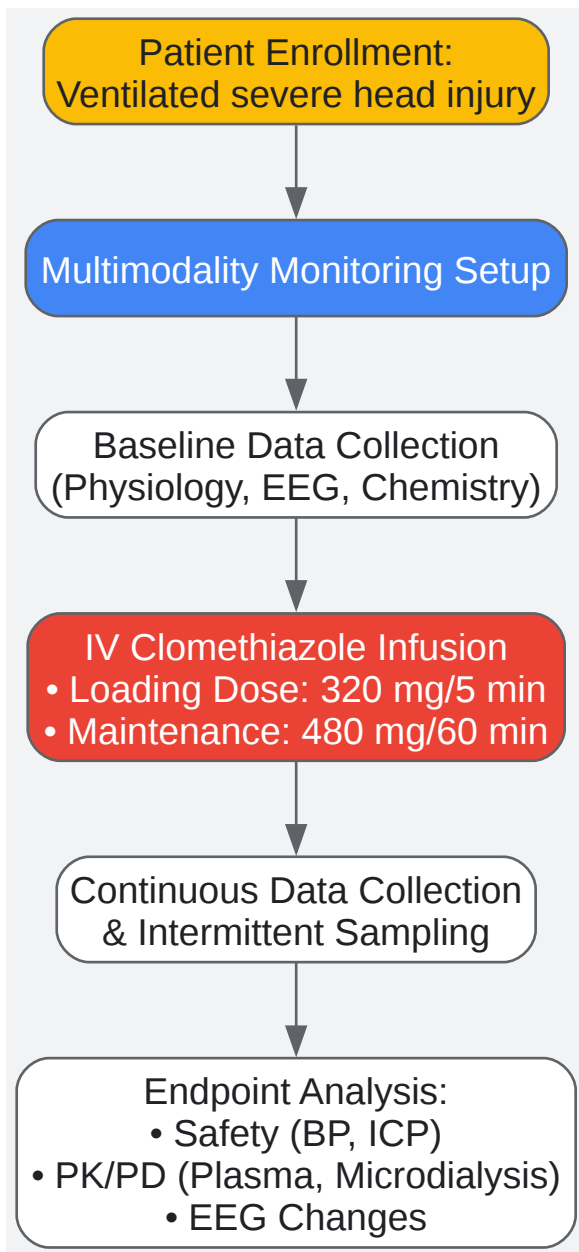 Patient Enrollment:
Ventilated severe head injury
Multimodality Monitoring Setup
Baseline Data Collection
(Physiology, EEG, Chemistry)
IV Clomethiazole Infusion
• Loading Dose: 320 mg/5 min
• Maintenance: 480 mg/60 min
Continuous Data Collection
& Intermittent Sampling
Endpoint Analysis:
• Safety (BP, ICP)
• PK/PD (Plasma, Microdialysis)
• EEG Changes